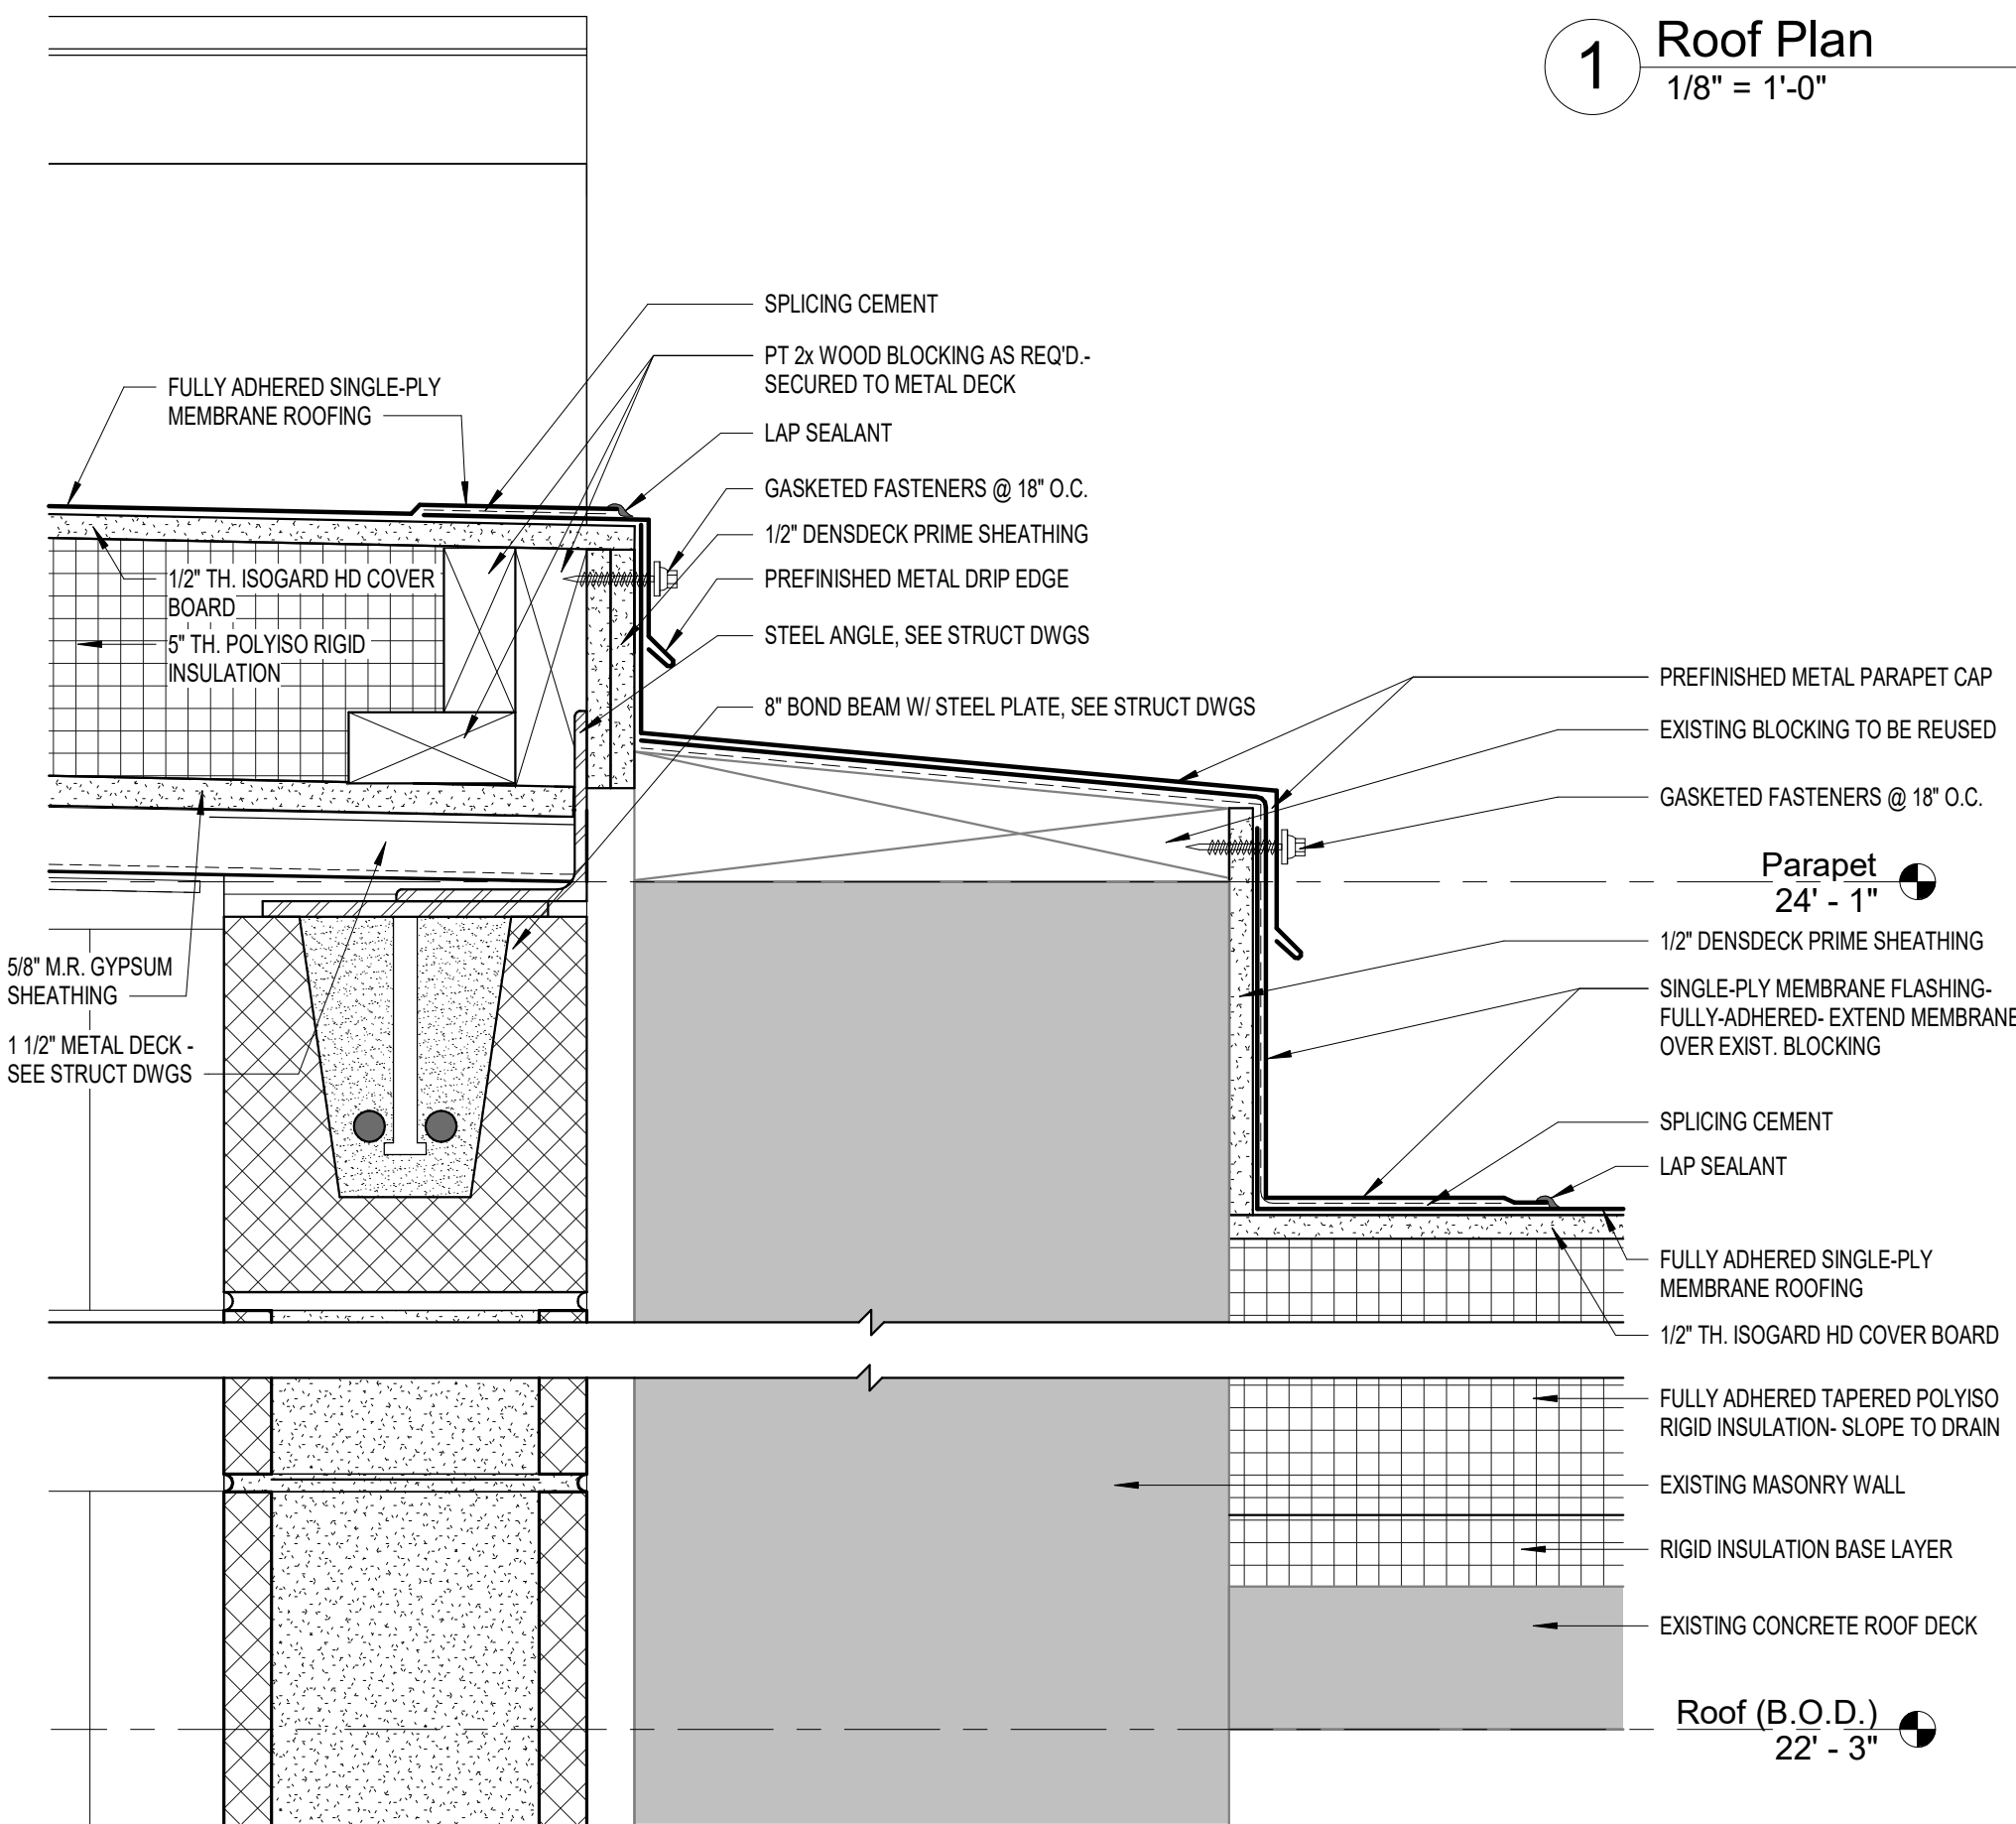 1
Roof Plan
1/8" = 1'-0"
SPLICING CEMENT
PT 2x WOOD BLOCKING AS REQ'D.-
SECURED TO METAL DECK
FULLY ADHERED SINGLE-PLY
MEMBRANE ROOFING
LAP SEALANT
GASKETED FASTENERS @ 18" O.C.
1/2" DENSDECK PRIME SHEATHING
PREFINISHED METAL DRIP EDGE
1/2" TH. ISOGARD HD COVER
BOARD
5" TH. POLYISO RIGID
INSULATION
STEEL ANGLE, SEE STRUCT DWGS
8" BOND BEAM W/ STEEL PLATE, SEE STRUCT DWGS
PREFINISHED METAL PARAPET CAP
EXISTING BLOCKING TO BE REUSED
GASKETED FASTENERS @ 18" O.C.
Parapet
24' - 1"
5/8" M.R. GYPSUM
SHEATHING
1 1/2" METAL DECK -
SEE STRUCT DWGS
1/2" DENSDECK PRIME SHEATHING
SINGLE-PLY MEMBRANE FLASHING-
FULLY-ADHERED- EXTEND MEMBRANE
OVER EXIST. BLOCKING
SPLICING CEMENT
LAP SEALANT
FULLY ADHERED SINGLE-PLY
MEMBRANE ROOFING
1/2" TH. ISOGARD HD COVER BOARD
FULLY ADHERED TAPERED POLYISO
RIGID INSULATION- SLOPE TO DRAIN
EXISTING MASONRY WALL
RIGID INSULATION BASE LAYER
EXISTING CONCRETE ROOF DECK
Roof (B.O.D.)
22' - 3"